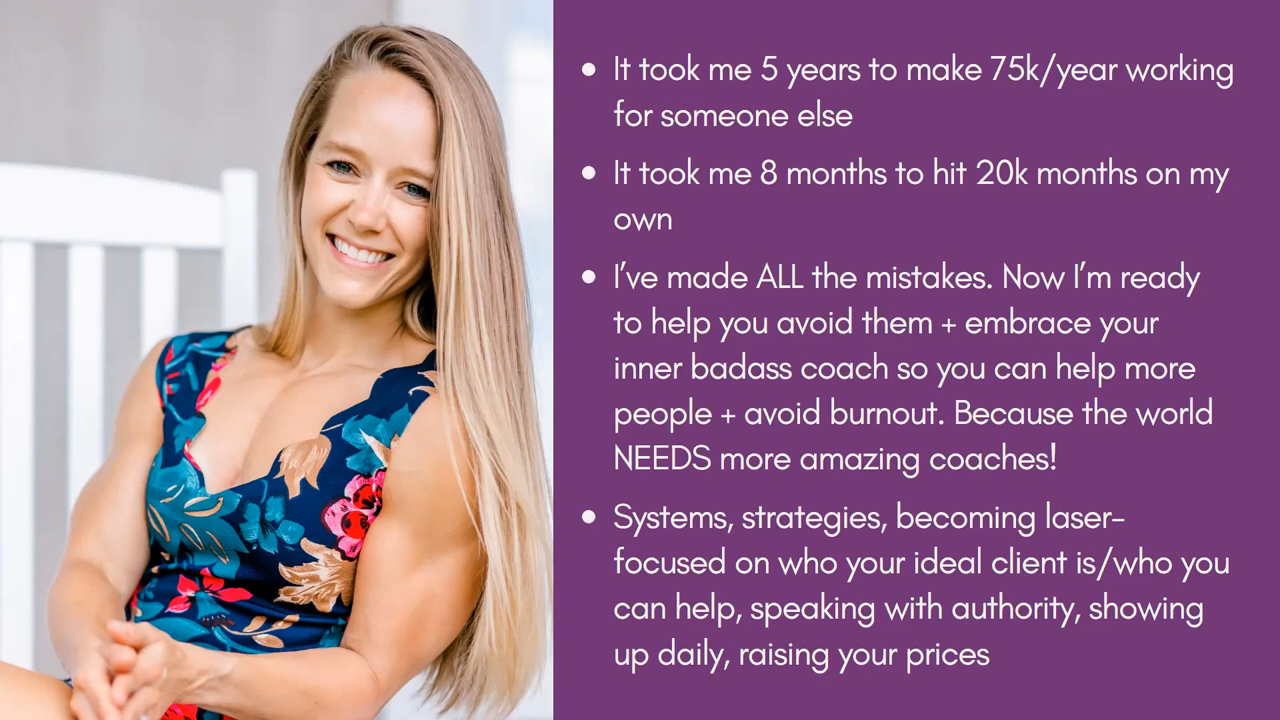 It took me 5 years to make 75k/year working
for someone else
It took me 8 months to hit 20k months on my
own
I've made ALL the mistakes. Now I'm ready
to help you avoid them + embrace your
inner badass coach so you can help more
people + avoid burnout. Because the world
NEEDS more amazing coaches!
Systems, strategies, becoming laser-
focused on who your ideal client is/who you
can help, speaking with authority, showing
up daily, raising your prices